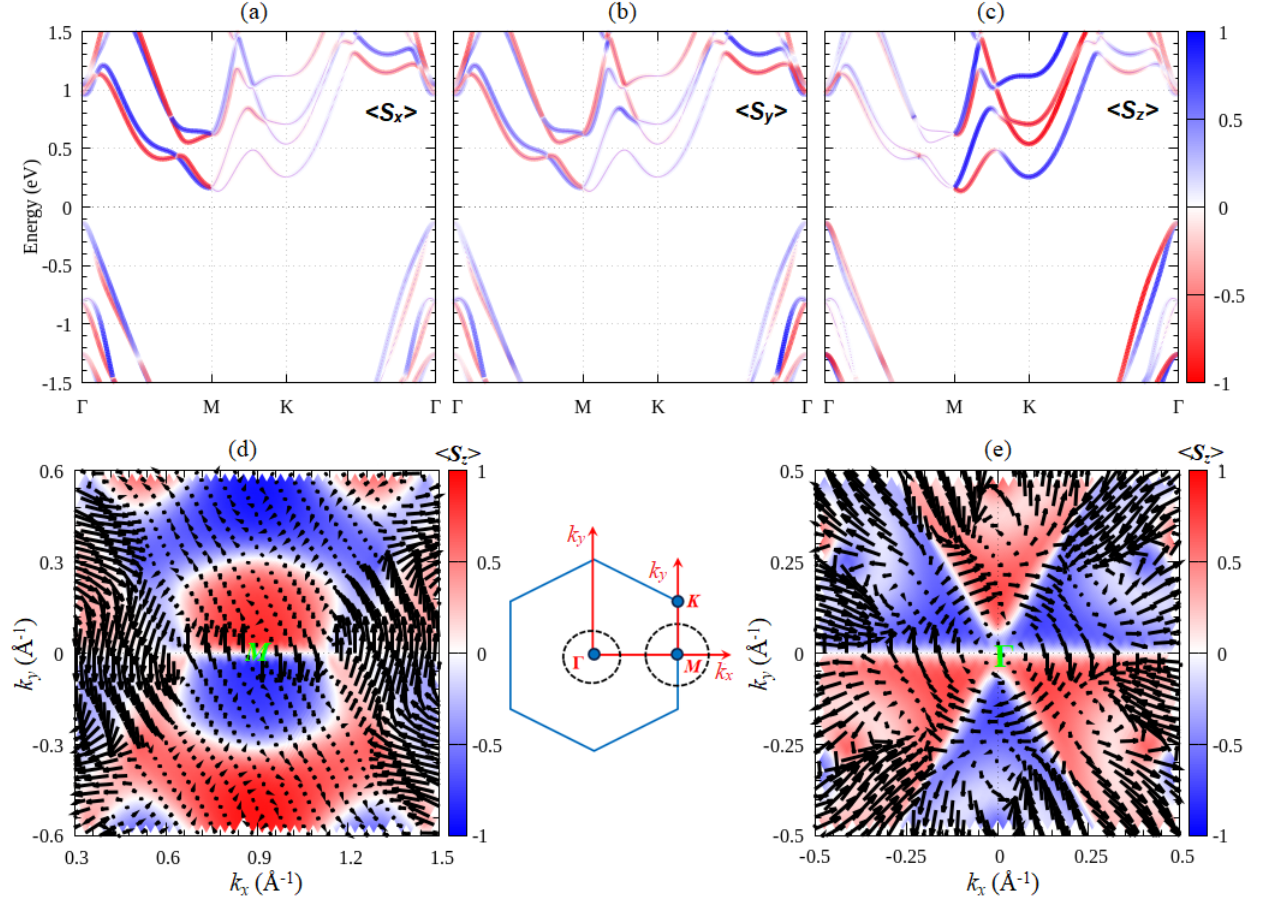 (a) (b) (c)
1.5
1
0.5
0
-0.5
-1
-1.5
Energy (eV)
<Sx>
<Sy>
<Sz>
1
0.5
0
-0.5
-1
Γ M K Γ
Γ M K Γ
Γ M K Γ
(d)
<Sz>
0.6
0.3
0
-0.3
-0.6
ky (Å-1)
M
0.3 0.6 0.9 1.2 1.5
kx (Å-1)
1
0.5
0
-0.5
-1
ky
ky
K
Γ
M
kx
(e)
<Sz>
0.5
0.25
0
-0.25
-0.5
ky (Å-1)
Γ
-0.5 -0.25 0 0.25 0.5
kx (Å-1)
1
0.5
0
-0.5
-1